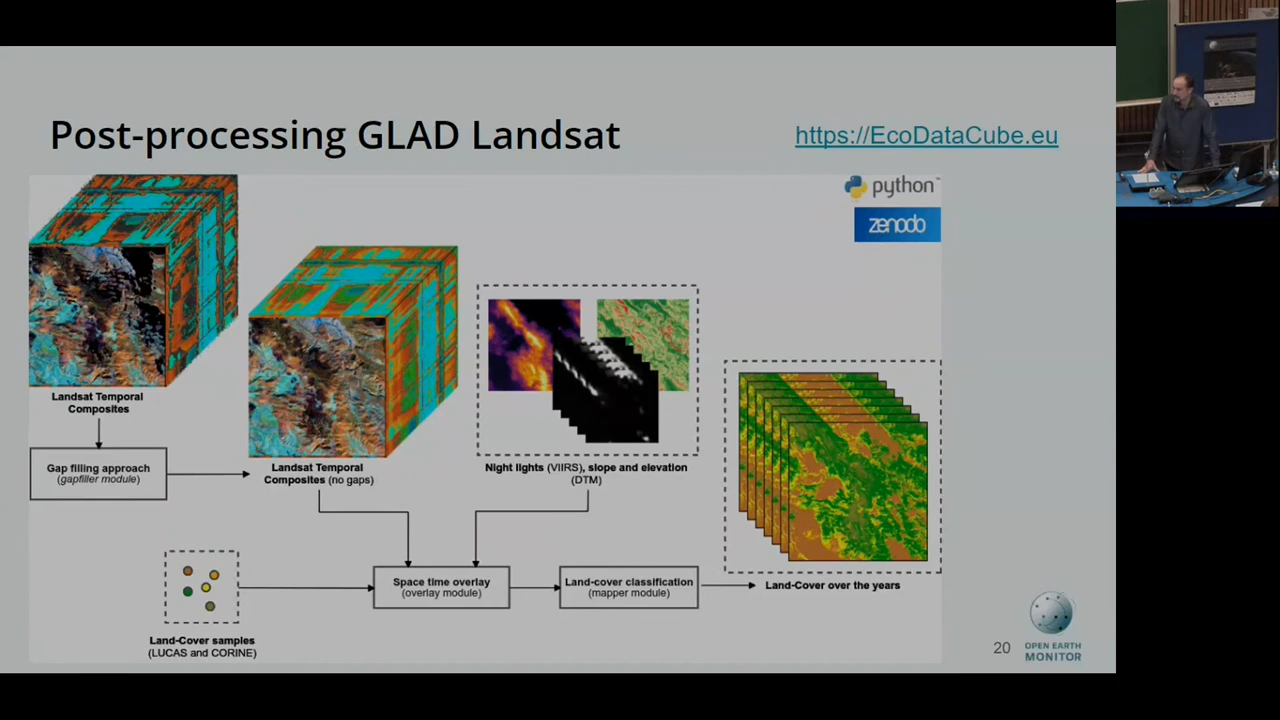 Post-processing GLAD Landsat
https://EcoDataCube.eu
python
zenodo
Landsat Temporal
Composites
Gap filling approach
(gapfiller module)
Landsat Temporal
Composites (no gaps)
Night lights (VIIRS), slope and elevation
(DTM)
Space time overlay
(overlay module)
Land-cover classification
(mapper module)
Land-Cover over the years
Land-Cover samples
(LUCAS and CORINE)
20
OPEN EARTH
MONITOR